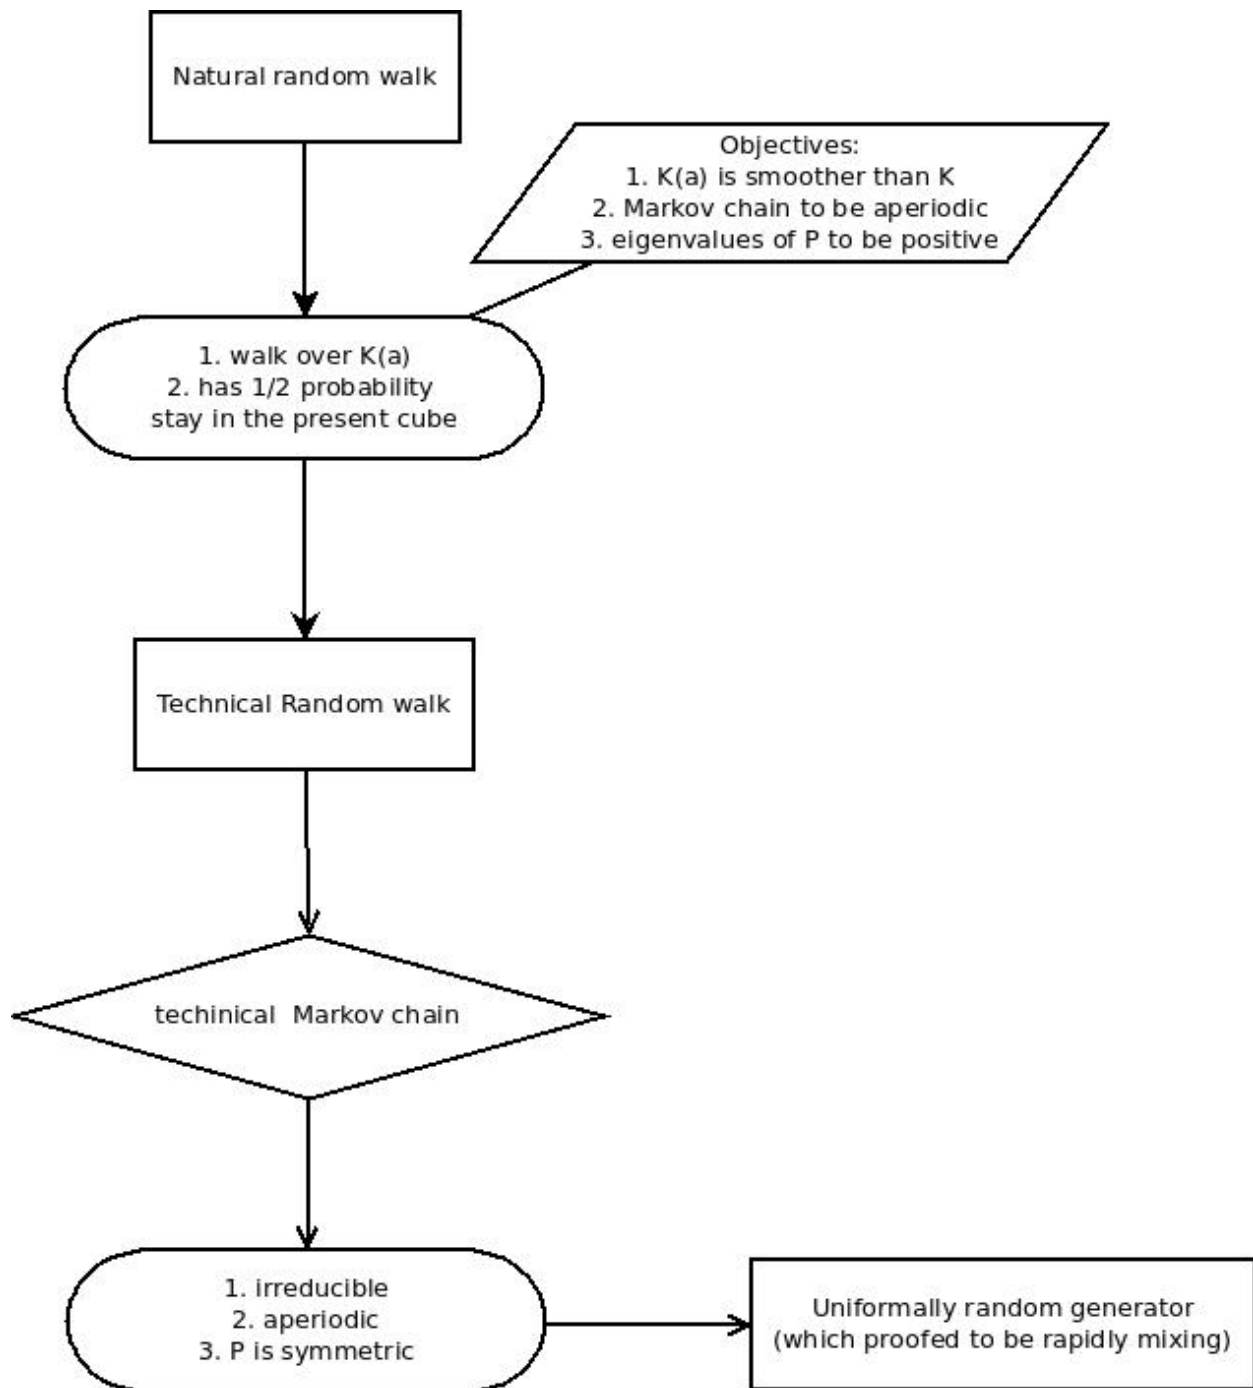 Natural random walk
Objectives:
1. K(a) is smoother than K
2. Markov chain to be aperiodic
3. eigenvalues of P to be positive
1. walk over K(a)
2. has 1/2 probability
stay in the present cube
Technical Random walk
techinical  Markov chain
1. irreducible
2. aperiodic
3. P is symmetric
Uniformally random generator
(which proofed to be rapidly mixing)